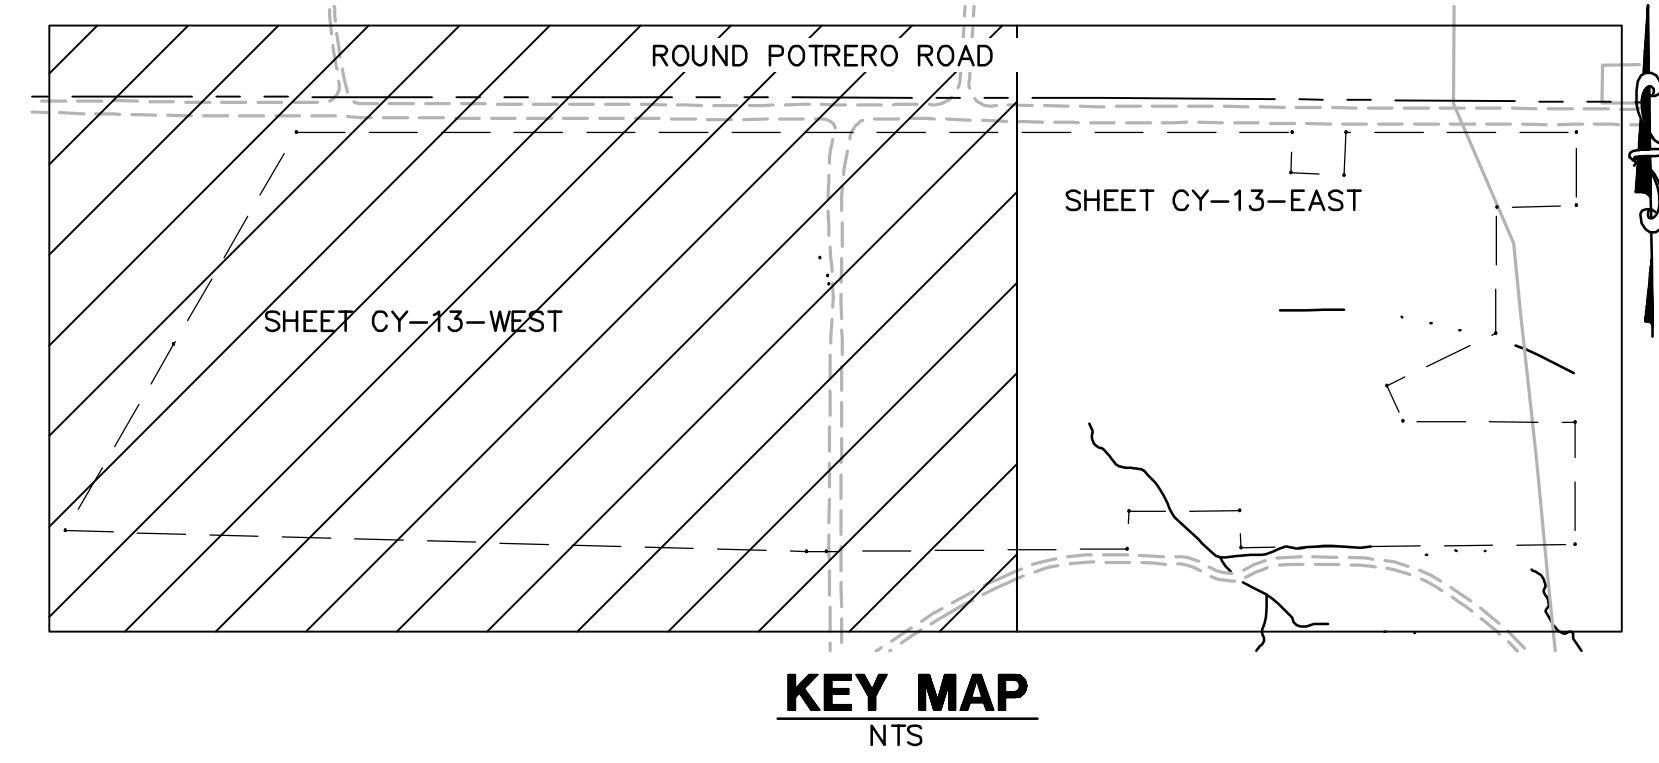 ROUND POTRERO ROAD
SHEET CY-13-EAST
SHEET CY-13-WEST
KEY MAP
NTS